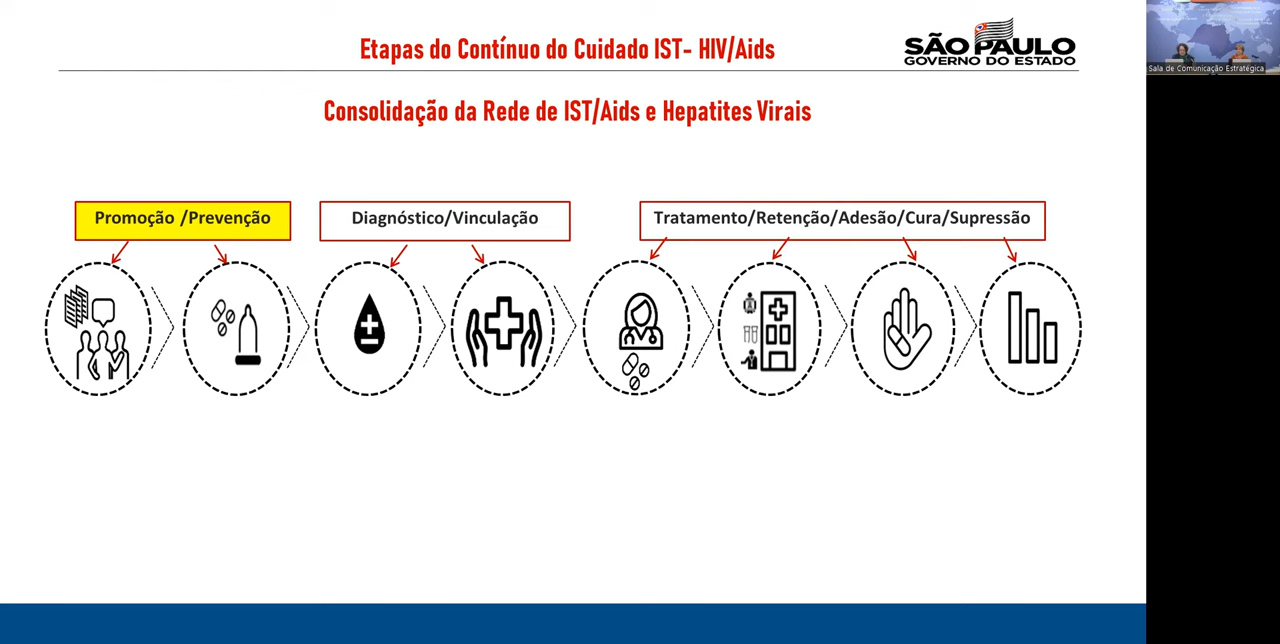 Etapas do Contínuo do Cuidado IST- HIV/Aids
SÃO PAULO
GOVERNO DO ESTADO
Sala de Comunicação Estratégica
Consolidação da Rede de IST/Aids e Hepatites Virais
Promoção /Prevenção
Diagnóstico/Vinculação
Tratamento/Retenção/Adesão/Cura/Supressão